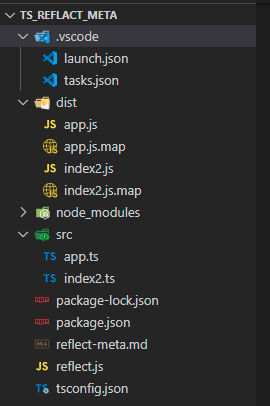 TS_REFLACT_META
.vscode
launch.json
tasks.json
dist
JS app.js
app.js.map
JS index2.js
index2.js.map
node_modules
src
TS app.ts
TS index2.ts
package-lock.json
package.json
reflect-meta.md
JS reflect.js
TS tsconfig.json